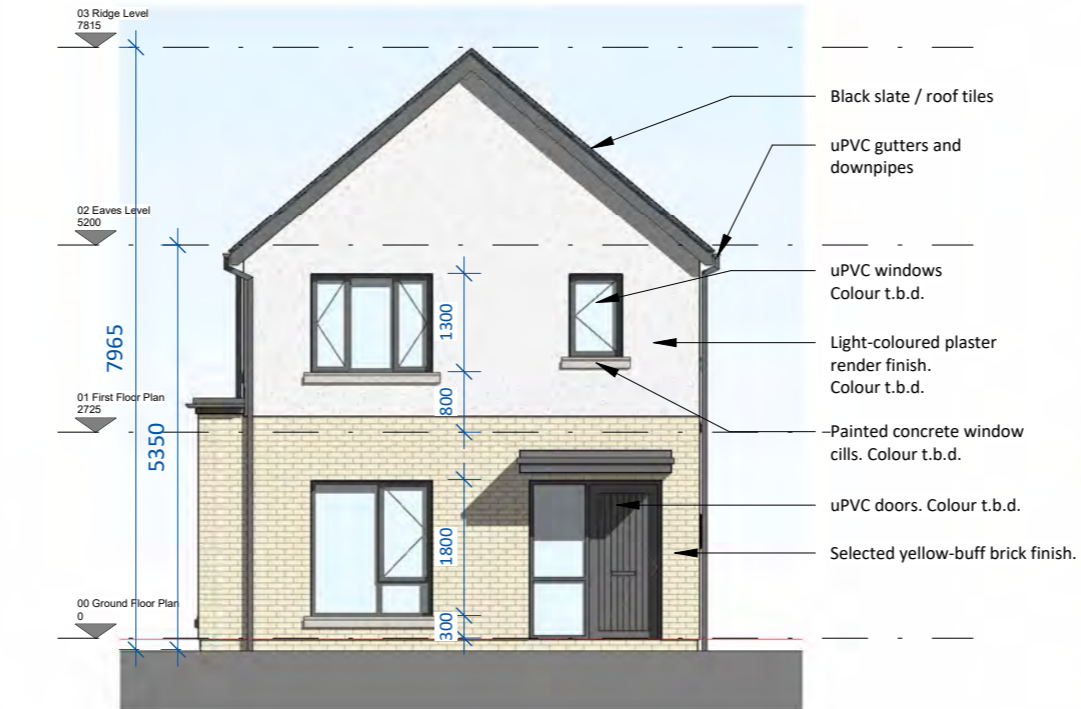 03 Ridge Level
7815
Black slate / roof tiles
uPVC gutters and
downpipes
02 Eaves Level
5200
uPVC windows
Colour t.b.d.
1300
Light-coloured plaster
render finish.
Colour t.b.d.
7965
01 First Floor Plan
2725
800
Painted concrete window
cills. Colour t.b.d.
5350
uPVC doors. Colour t.b.d.
1800
Selected yellow-buff brick finish.
00 Ground Floor Plan
0
300